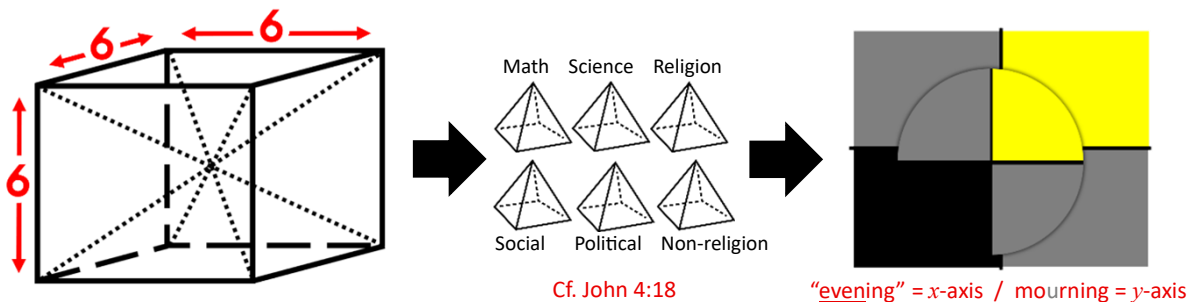 6
6
6
Math Science Religion
Social Political Non-religion
Cf. John 4:18
“evening” = x-axis / mourning = y-axis